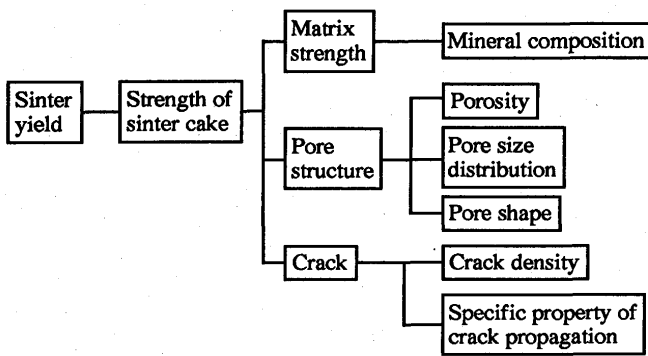 Sinter
yield
Strength of
sinter cake
Matrix
strength
Mineral composition
Pore
structure
Porosity
Pore size
distribution
Pore shape
Crack
Crack density
Specific property of
crack propagation